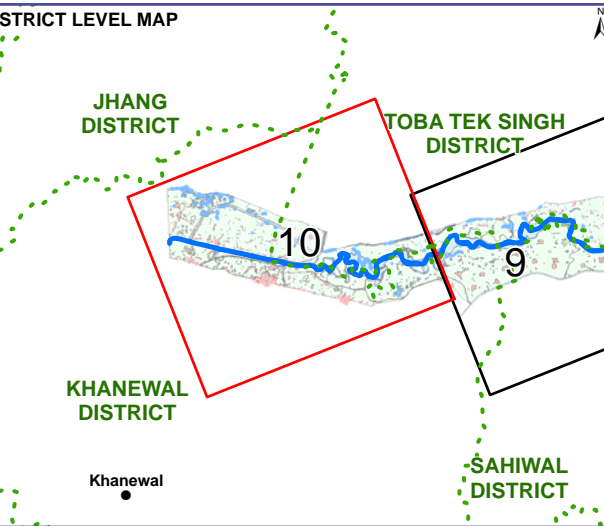 STRICT LEVEL MAP
N
JHANG
DISTRICT
TOBA TEK SINGH
DISTRICT
10
9
KHANEWAL
DISTRICT
Khanewal
SAHIWAL
DISTRICT